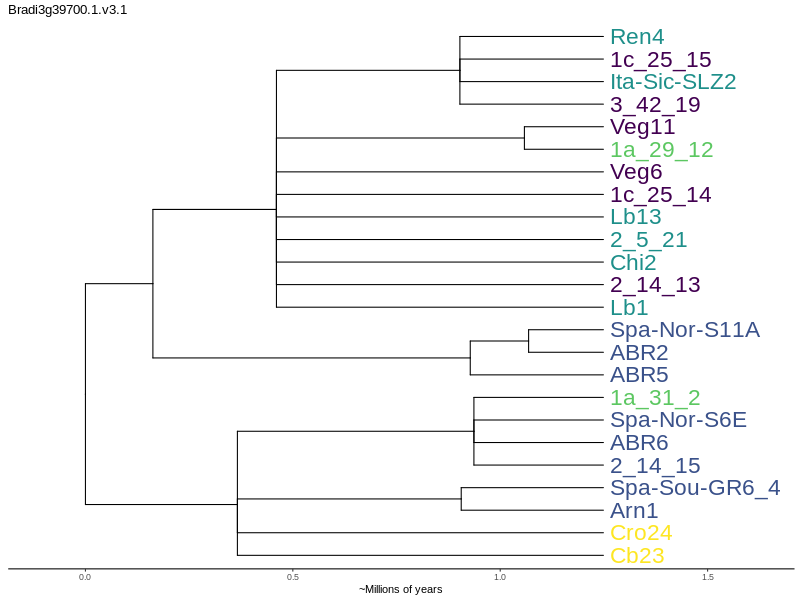 Bradi3g39700.1.v3.1
Ren4
1c_25_15
Ita-Sic-SLZ2
3_42_19
Veg11
1a_29_12
Veg6
1c_25_14
Lb13
2_5_21
Chi2
2_14_13
Lb1
Spa-Nor-S11A
ABR2
ABR5
1a_31_2
Spa-Nor-S6E
ABR6
2_14_15
Spa-Sou-GR6_4
Arn1
Cro24
Cb23
0.0 0.5 1.0 1.5
~Millions of years